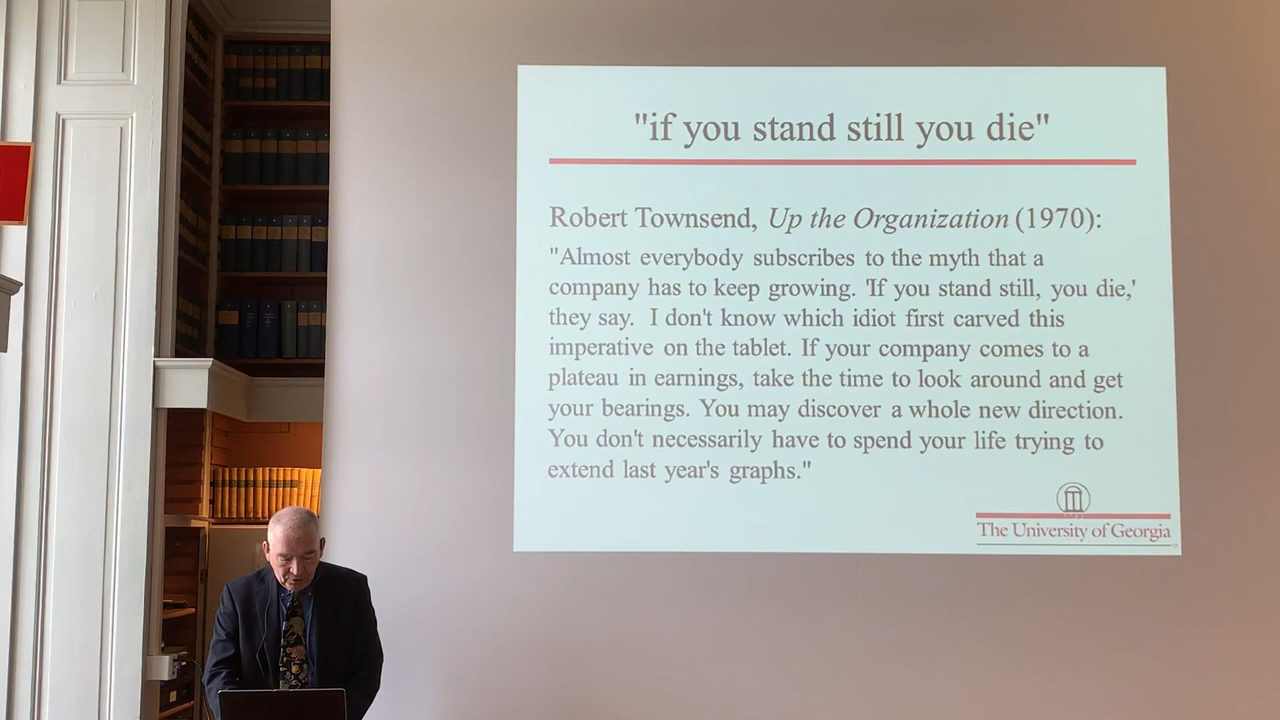 "if you stand still you die"
Robert Townsend, Up the Organization (1970):
"Almost everybody subscribes to the myth that a
company has to keep growing. 'If you stand still, you die,'
they say.  I don't know which idiot first carved this
imperative on the tablet. If your company comes to a
plateau in earnings, take the time to look around and get
your bearings. You may discover a whole new direction.
You don't necessarily have to spend your life trying to
extend last year's graphs."
The University of Georgia